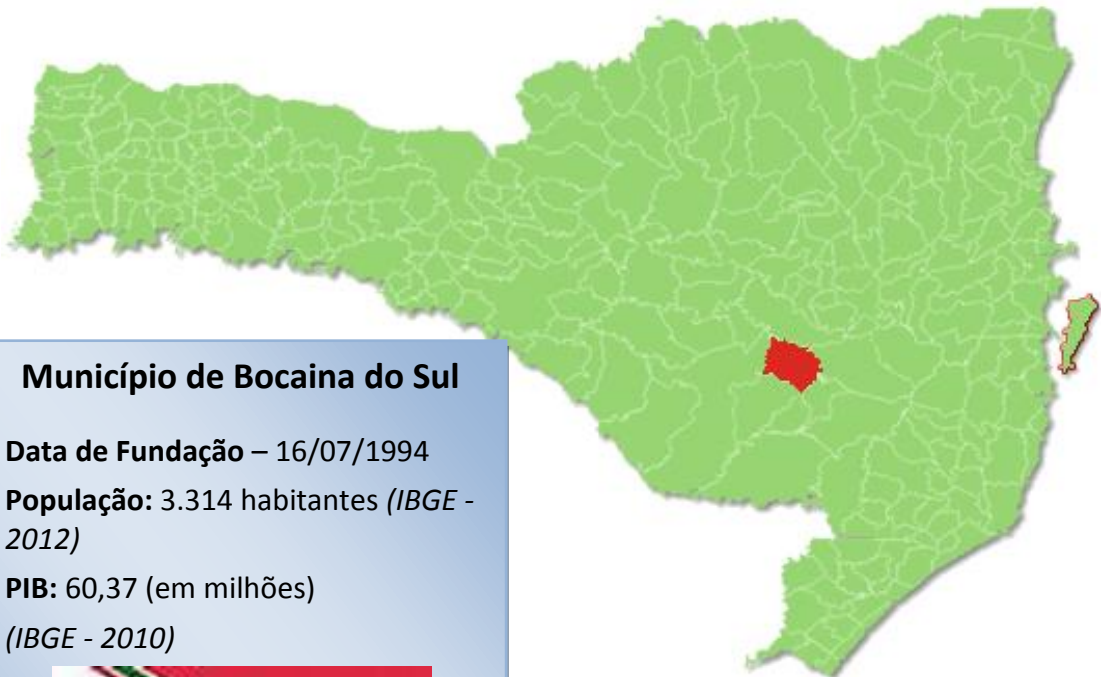 Município de Bocaina do Sul
Data de Fundação – 16/07/1994
População: 3.314 habitantes (IBGE -
2012)
PIB: 60,37 (em milhões)
(IBGE - 2010)